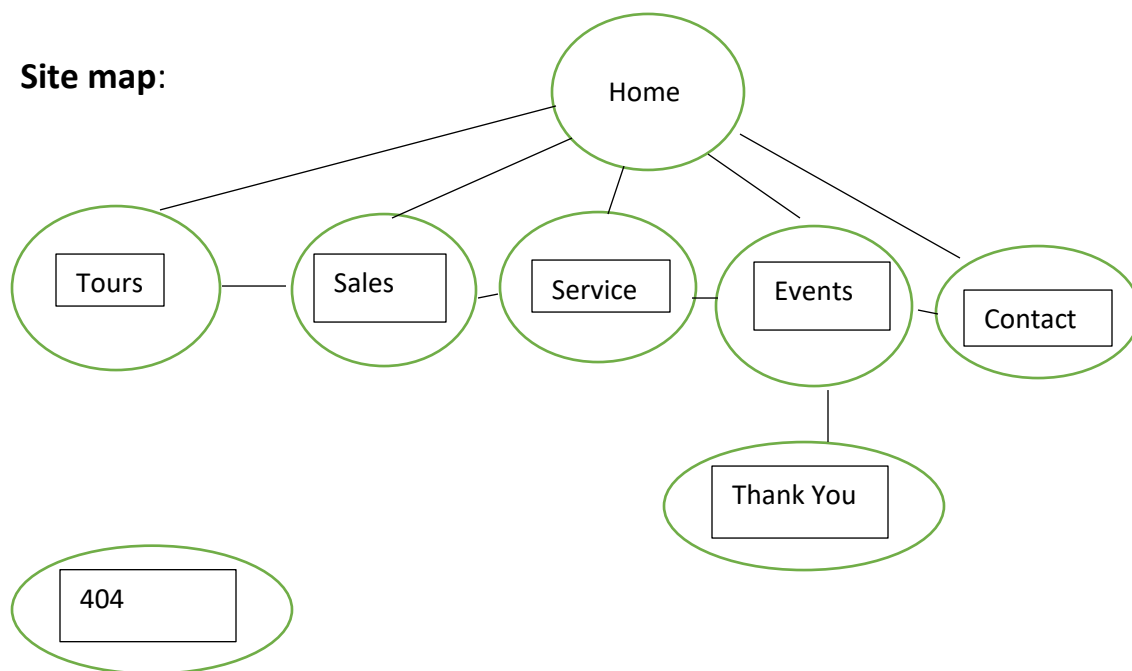 Site map:
Home
Tours
Sales
Service
Events
Contact
Thank You
404